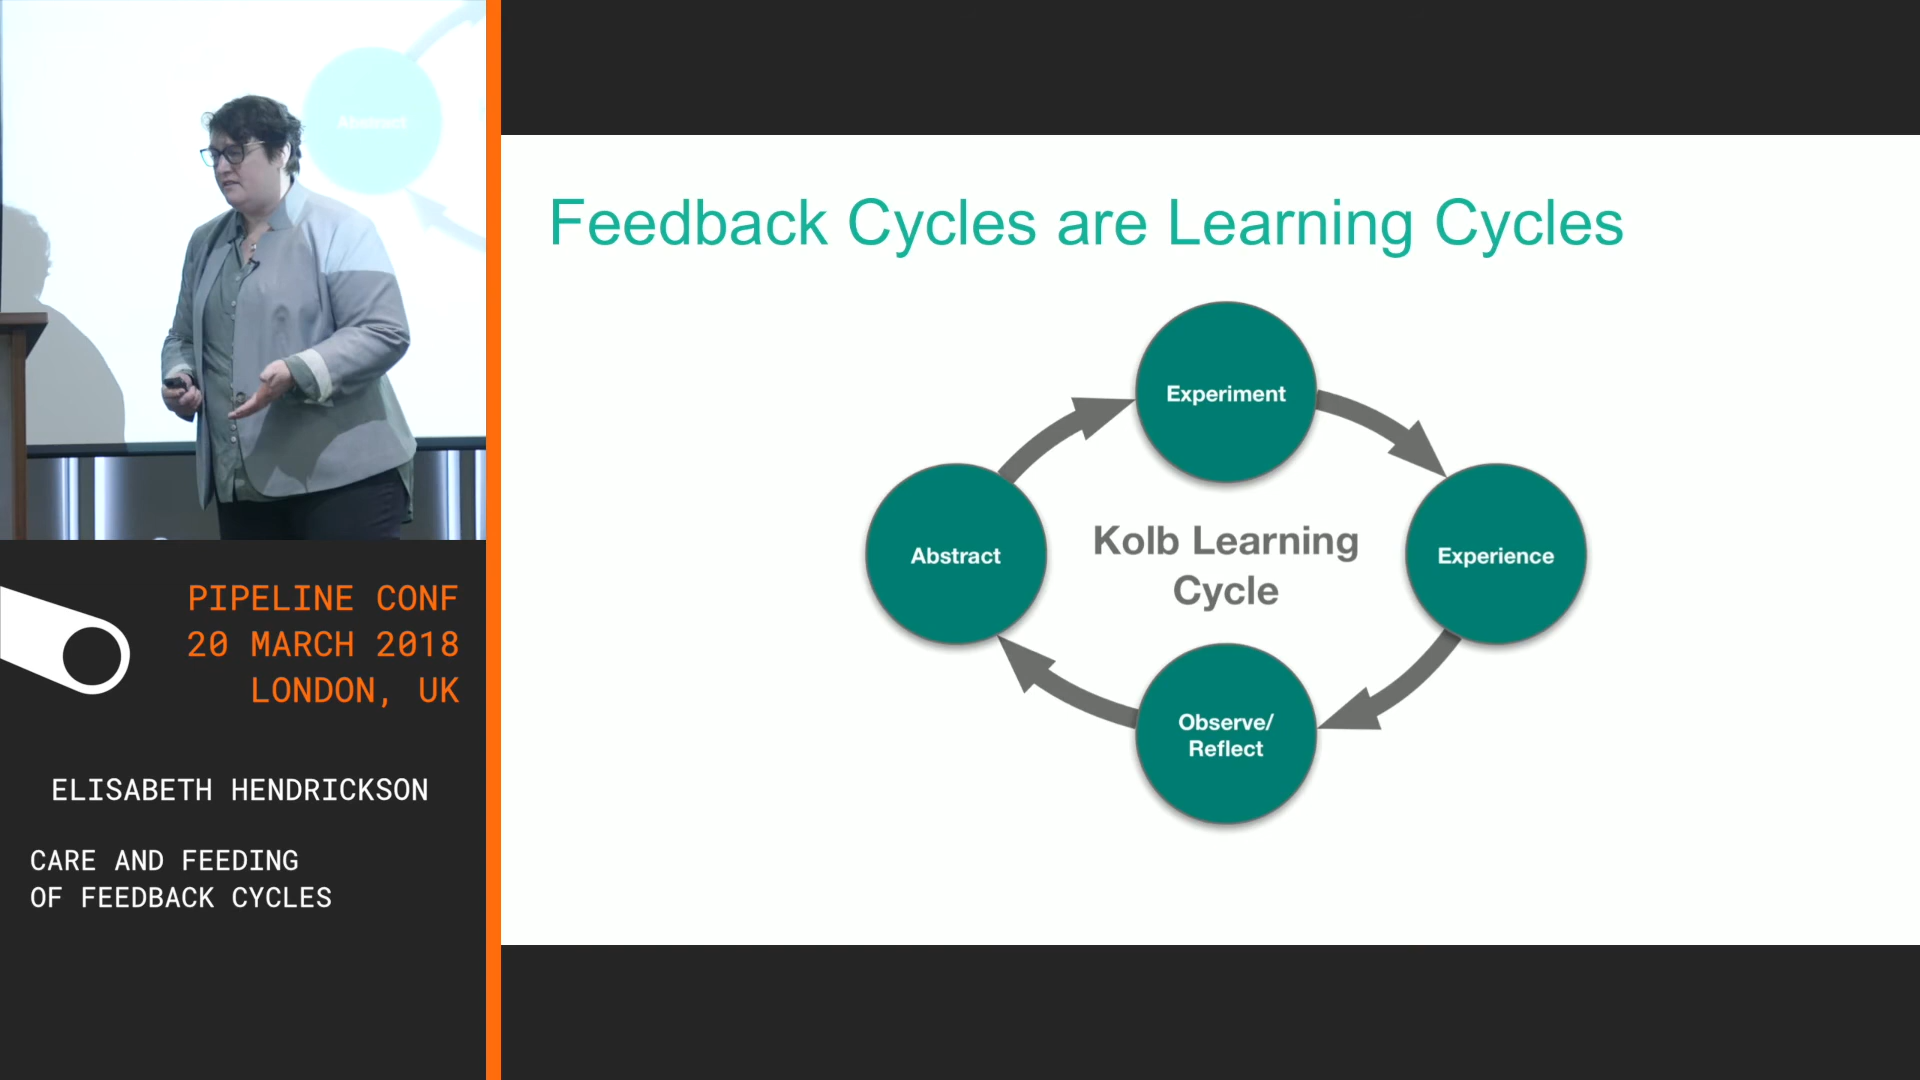 Abstract
PIPELINE CONF
20 MARCH 2018
LONDON, UK
ELISABETH HENDRICKSON
CARE AND FEEDING
OF FEEDBACK CYCLES
Feedback Cycles are Learning Cycles
Experiment
Abstract
Kolb Learning
Cycle
Experience
Observe/
Reflect